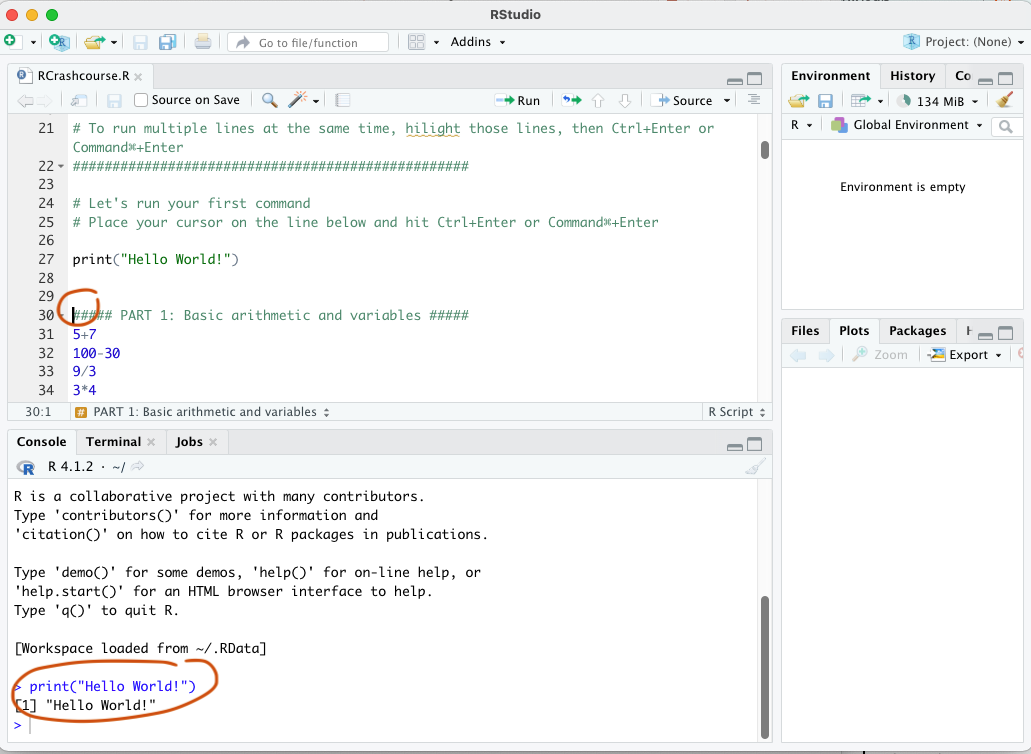 RStudio
Go to file/function
Addins
Project: (None)
RCrashcourse.R
Source on Save
Run
Source
21 # To run multiple lines at the same time, hilight those lines, then Ctrl+Enter or
Command⌘+Enter
22 ##################################################
23
24 # Let's run your first command
25 # Place your cursor on the line below and hit Ctrl+Enter or Command⌘+Enter
26
27 print("Hello World!")
28
29
30 ##### PART 1: Basic arithmetic and variables #####
31 5+7
32 100-30
33 9/3
34 3*4
30:1 # PART 1: Basic arithmetic and variables R Script
Console Terminal Jobs
R R 4.1.2 · ~/
R is a collaborative project with many contributors.
Type 'contributors()' for more information and
'citation()' on how to cite R or R packages in publications.
Type 'demo()' for some demos, 'help()' for on-line help, or
'help.start()' for an HTML browser interface to help.
Type 'q()' to quit R.
[Workspace loaded from ~/.RData]
> print("Hello World!")
[1] "Hello World!"
>
Environment History Co
134 MiB
R Global Environment
Environment is empty
Files Plots Packages
Zoom Export